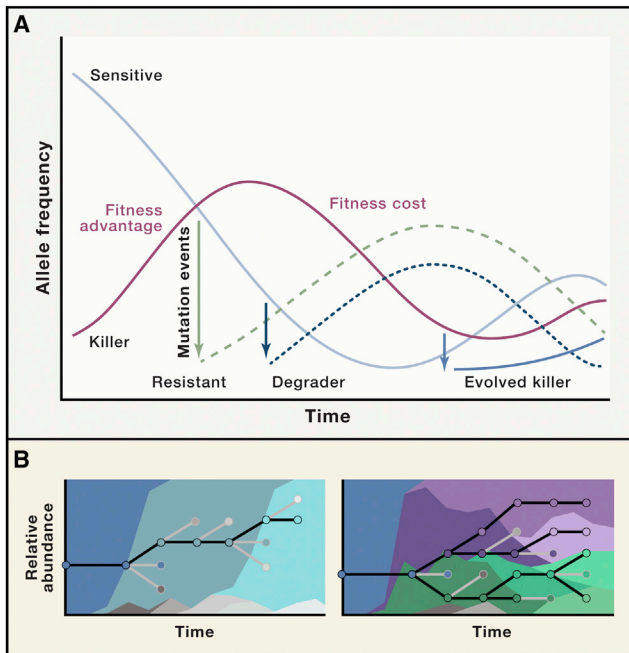 A
Sensitive
Fitness
advantage
Fitness cost
Mutation events
Allele frequency
Killer
Resistant
Degrader
Evolved killer
Time
B
Relative
abundance
Time
Time